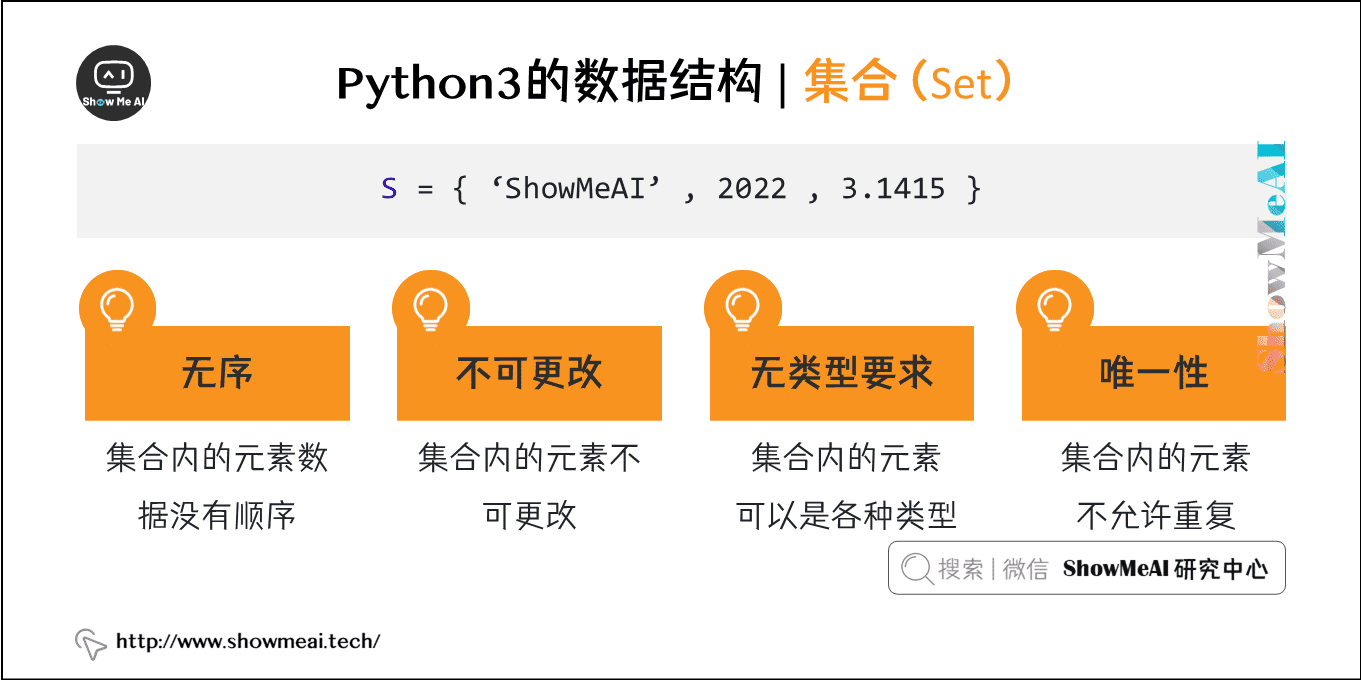 Show Me AI
Python3的数据结构 | 集合（Set）
S = { ‘ShowMeAI’ , 2022 , 3.1415 }
ShowMeAI
无序
不可更改
无类型要求
唯一性
集合内的元素数
据没有顺序
集合内的元素不
可更改
集合内的元素
可以是各种类型
集合内的元素
不允许重复
搜索 | 微信 ShowMeAI 研究中心
http://www.showmeai.tech/